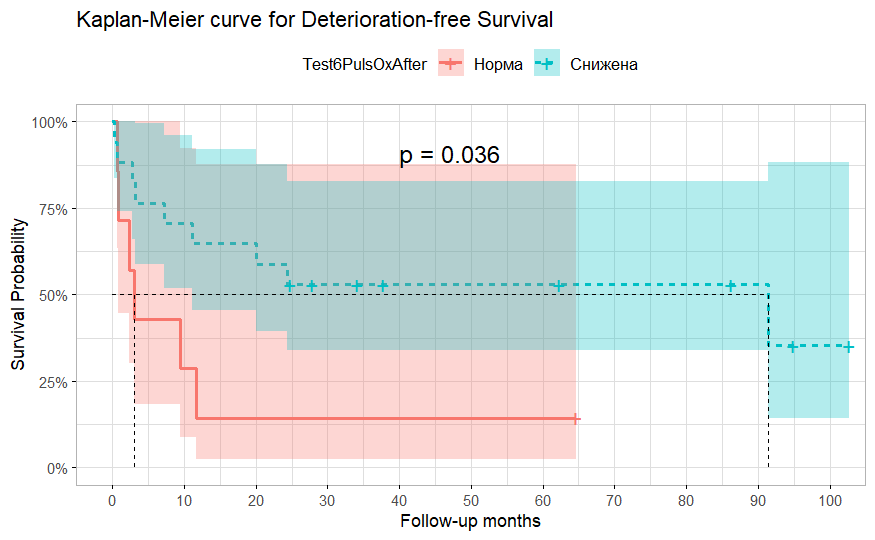 Kaplan-Meier curve for Deterioration-free Survival
Test6PulsOxAfter Норма Снижена
100%
75%
50%
25%
0%
p = 0.036
Survival Probability
0 10 20 30 40 50 60 70 80 90 100
Follow-up months